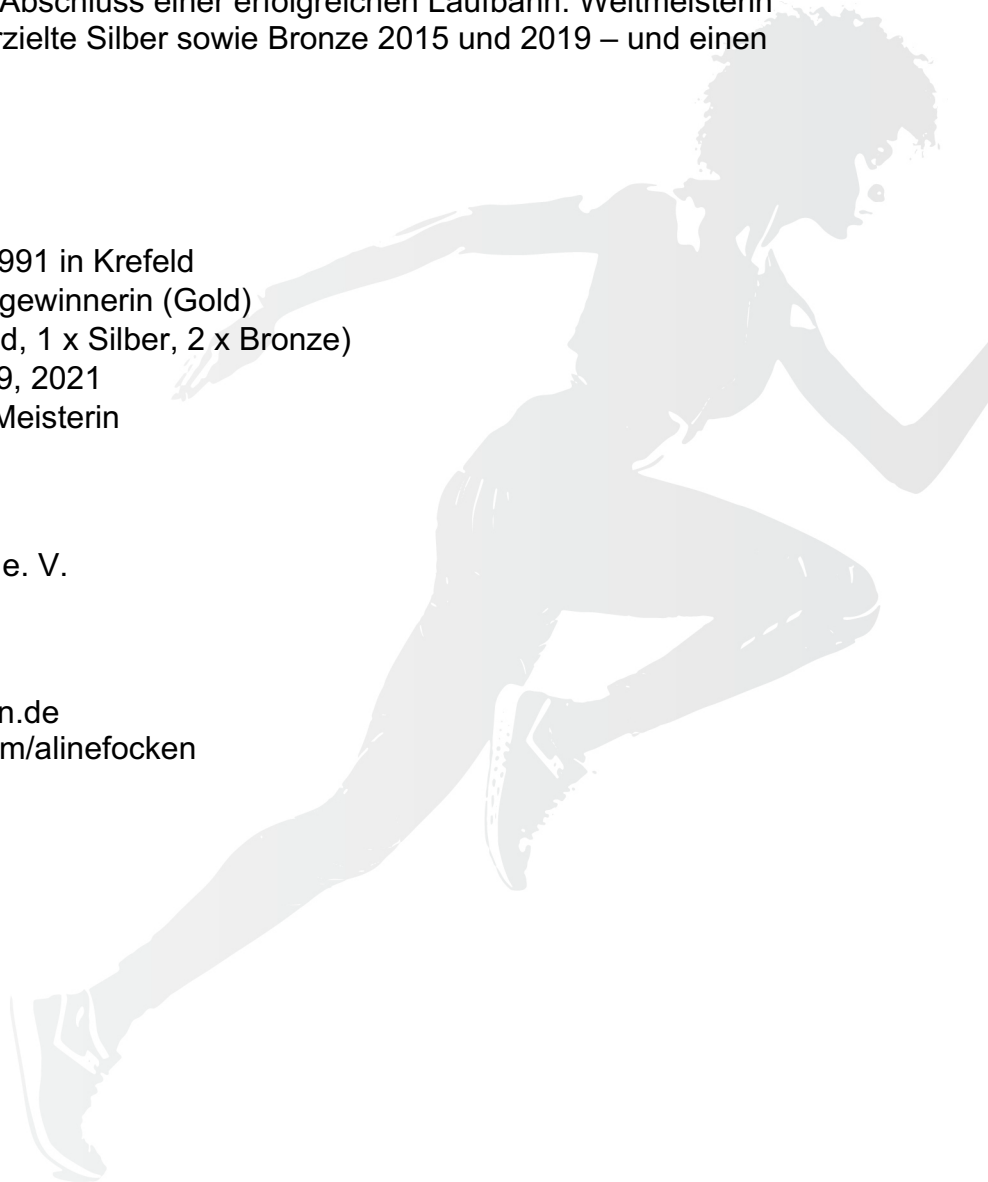 Abschluss einer erfolgreichen Laufbahn: Weltmeisterin
rzielte Silber sowie Bronze 2015 und 2019 – und einen
991 in Krefeld
gewinnerin (Gold)
d, 1 x Silber, 2 x Bronze)
9, 2021
Meisterin
e. V.
n.de
m/alinefocken